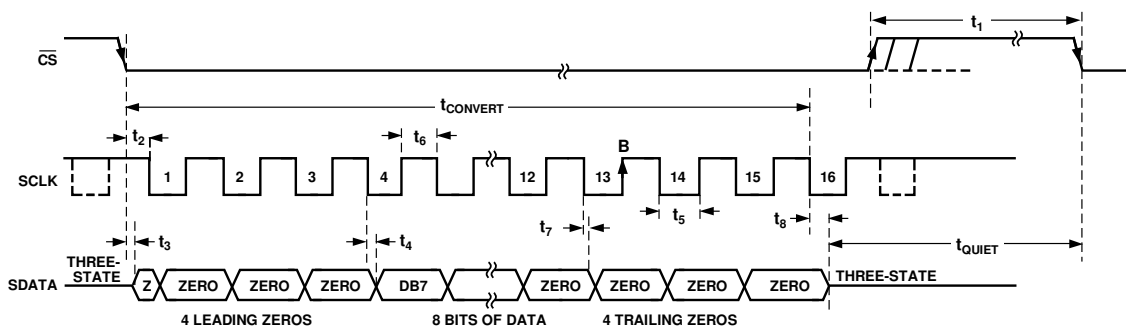 t1
CS
tCONVERT
t2 t6 B
SCLK 1 2 3 4 12 13 14 15 16
t5 t8
t3 t4 t7 tQUIET
THREE-STATE THREE-STATE
SDATA Z ZERO ZERO ZERO DB7 ZERO ZERO ZERO ZERO
4 LEADING ZEROS 8 BITS OF DATA 4 TRAILING ZEROS